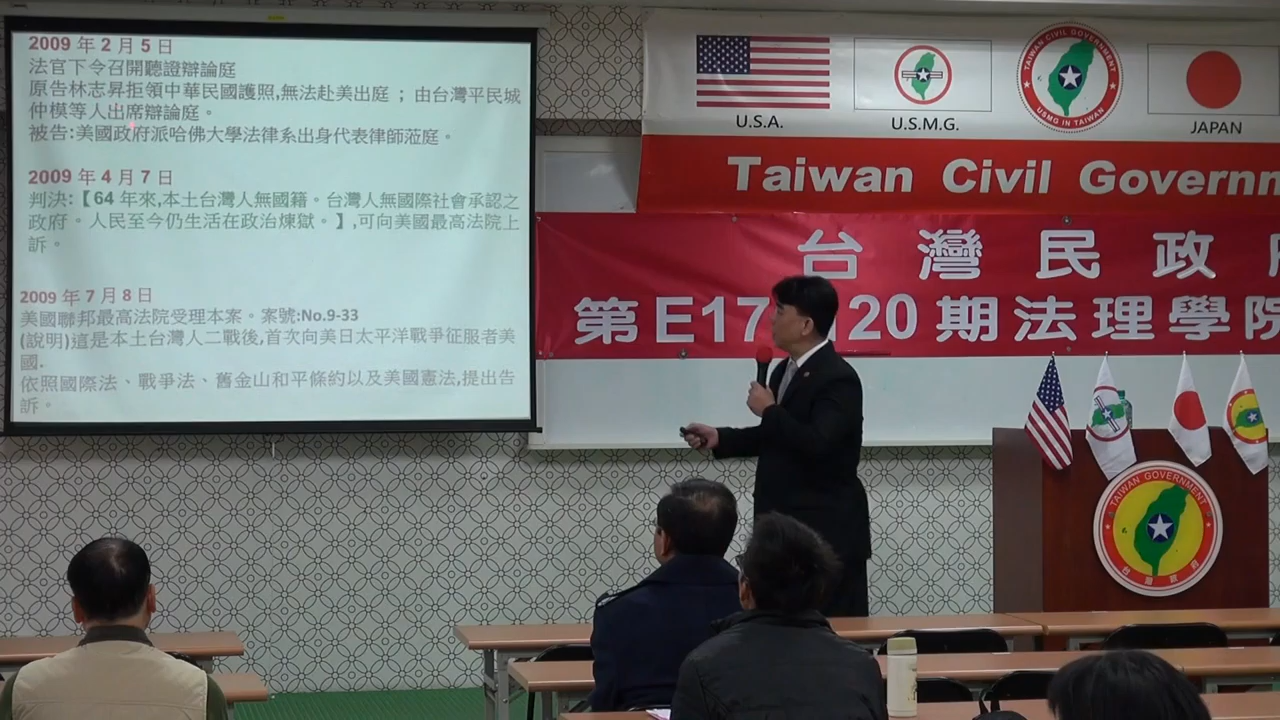 2009 年 2 月 5 日
法官下令召開聽證辯論庭
原告林志昇拒領中華民國護照,無法赴美出庭 ; 由台灣平民城
仲模等人出席辯論庭。
被告:美國政府派哈佛大學法律系出身代表律師蒞庭。
2009 年 4 月 7 日
判決:【64 年來,本土台灣人無國籍。台灣人無國際社會承認之
政府。人民至今仍生活在政治煉獄。】,可向美國最高法院上
訴。
2009 年 7 月 8 日
美國聯邦最高法院受理本案。案號:No.9-33
(說明)這是本土台灣人二戰後,首次向美日太平洋戰爭征服者美
國.
依照國際法、戰爭法、舊金山和平條約以及美國憲法,提出告
訴。
U.S.A.
U.S.M.G.
TAIWAN CIVIL GOVERNMENT
USMG IN TAIWAN
JAPAN
Taiwan Civil Governm
台灣民政
第E17 20期法理學院
TAIWAN GOVERNMENT
台灣政府